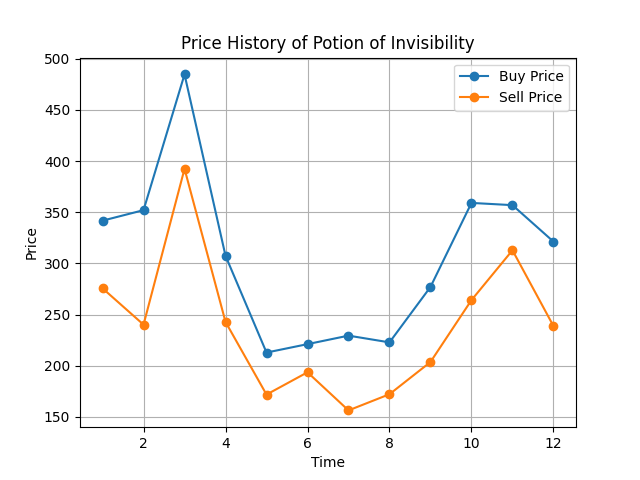 Price History of Potion of Invisibility
Buy Price
Sell Price
500
450
400
350
300
250
200
150
Price
2 4 6 8 10 12
Time